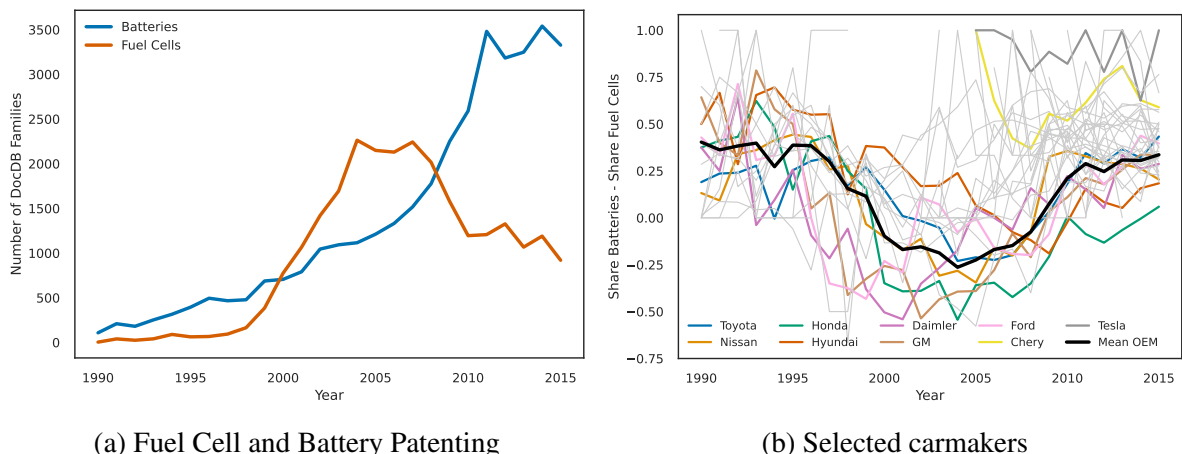 Batteries
Fuel Cells
3500
3000
2500
2000
1500
1000
500
0
Number of DocDB Families
1990 1995 2000 2005 2010 2015
Year
(a) Fuel Cell and Battery Patenting
1.00
0.75
0.50
0.25
0.00
−0.25
−0.50
−0.75
Share Batteries - Share Fuel Cells
Toyota Honda Daimler Ford Tesla
Nissan Hyundai GM Chery Mean OEM
1990 1995 2000 2005 2010 2015
Year
(b) Selected carmakers